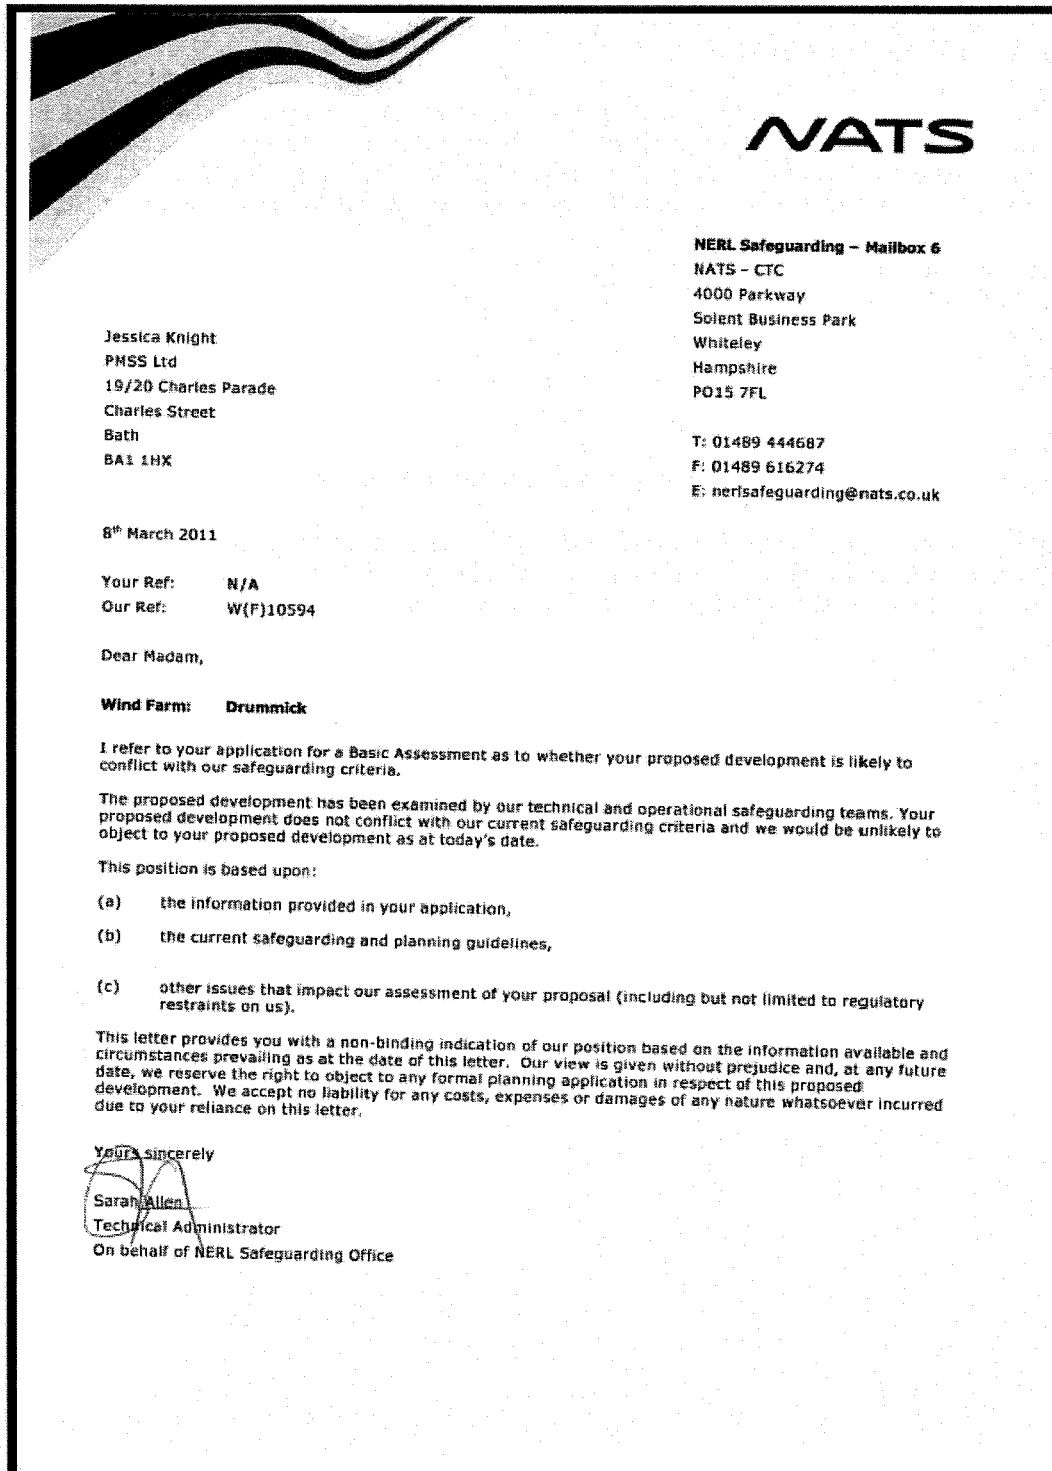 NATS
NERL Safeguarding – Mailbox 6
NATS – CTC
4000 Parkway
Solent Business Park
Whiteley
Hampshire
PO15 7FL
T: 01489 444687
F: 01489 616274
E: nerlsafeguarding@nats.co.uk
Jessica Knight
PMSS Ltd
19/20 Charles Parade
Charles Street
Bath
BA1 1HX
8th March 2011
Your Ref: N/A
Our Ref: W(F)10594
Dear Madam,
Wind Farm: Drummick
I refer to your application for a Basic Assessment as to whether your proposed development is likely to
conflict with our safeguarding criteria.
The proposed development has been examined by our technical and operational safeguarding teams. Your
proposed development does not conflict with our current safeguarding criteria and we would be unlikely to
object to your proposed development as at today's date.
This position is based upon:
(a) the information provided in your application,
(b) the current safeguarding and planning guidelines,
(c) other issues that impact our assessment of your proposal (including but not limited to regulatory
restraints on us).
This letter provides you with a non-binding indication of our position based on the information available and
circumstances prevailing as at the date of this letter. Our view is given without prejudice and, at any future
date, we reserve the right to object to any formal planning application in respect of this proposed
development. We accept no liability for any costs, expenses or damages of any nature whatsoever incurred
due to your reliance on this letter.
Yours sincerely
Sarah Allen
Technical Administrator
On behalf of NERL Safeguarding Office